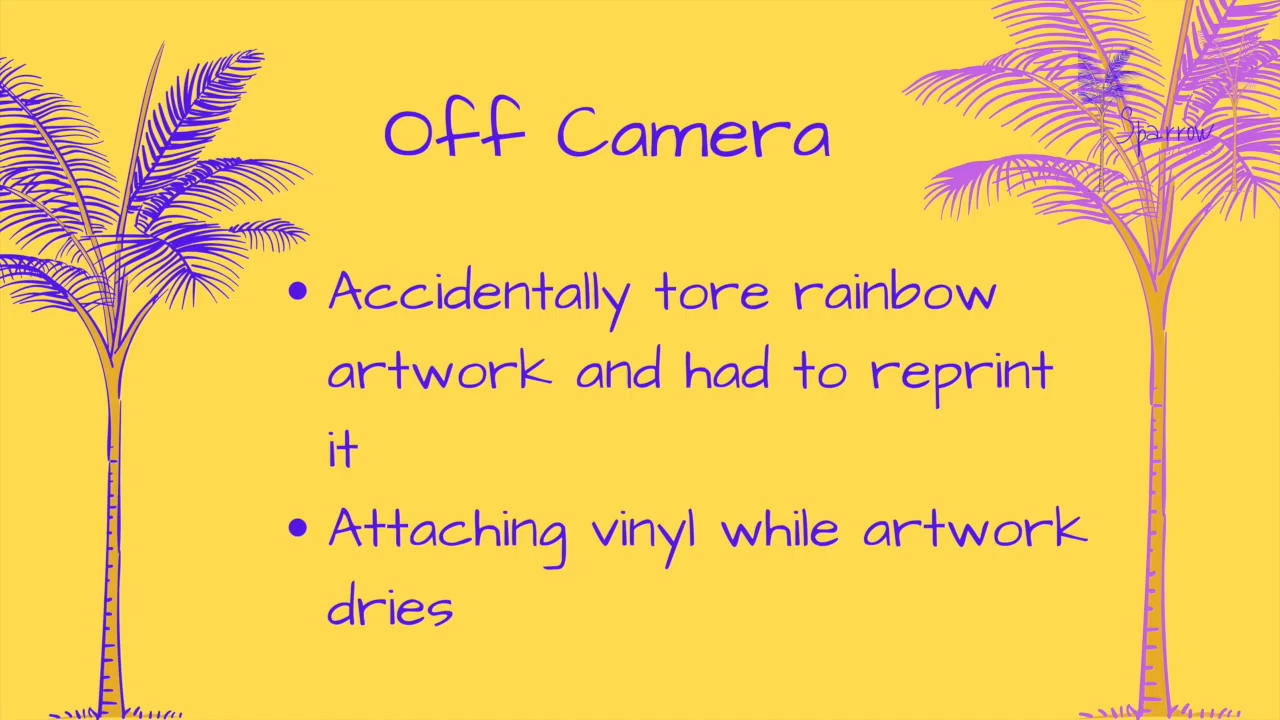 Off Camera
Sparrow
• Accidentally tore rainbow
artwork and had to reprint
it
• Attaching vinyl while artwork
dries